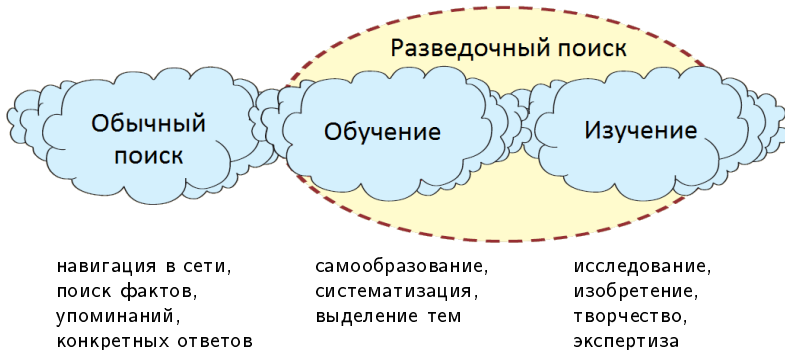 Разведочный поиск
Обычный
поиск
Обучение
Изучение
навигация в сети,
поиск фактов,
упоминаний,
конкретных ответов
самообразование,
систематизация,
выделение тем
исследование,
изобретение,
творчество,
экспертиза